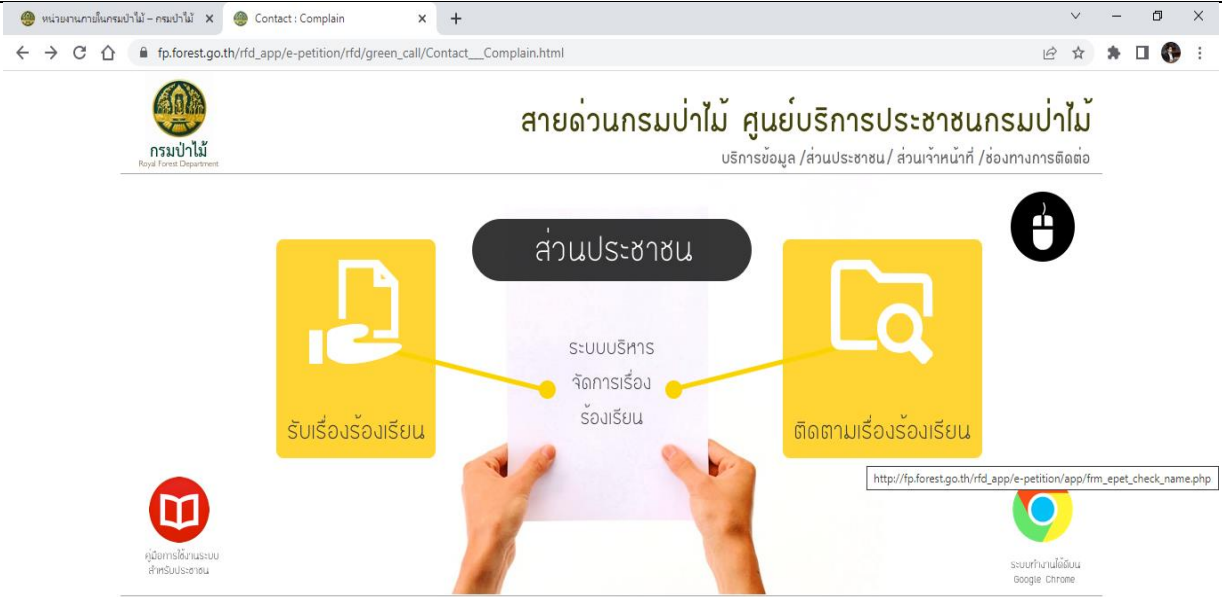 หน่วยงานภายในกรมป่าไม้ – กรมป่าไม้
Contact : Complain
fp.forest.go.th/rfd_app/e-petition/rfd/green_call/Contact___Complain.html
กรมป่าไม้
Royal Forest Department
สายด่วนกรมป่าไม้ ศูนย์บริการประชาชนกรมป่าไม้
บริการข้อมูล /ส่วนประชาชน/ ส่วนเจ้าหน้าที่ /ช่องทางการติดต่อ
ส่วนประชาชน
ระบบบริหาร
จัดการเรื่อง
ร้องเรียน
รับเรื่องร้องเรียน
ติดตามเรื่องร้องเรียน
http://fp.forest.go.th/rfd_app/e-petition/app/frm_epet_check_name.php
คู่มือการใช้งานระบบ
สำหรับประชาชน
ระบบทำงานได้ดีบน
Google Chrome